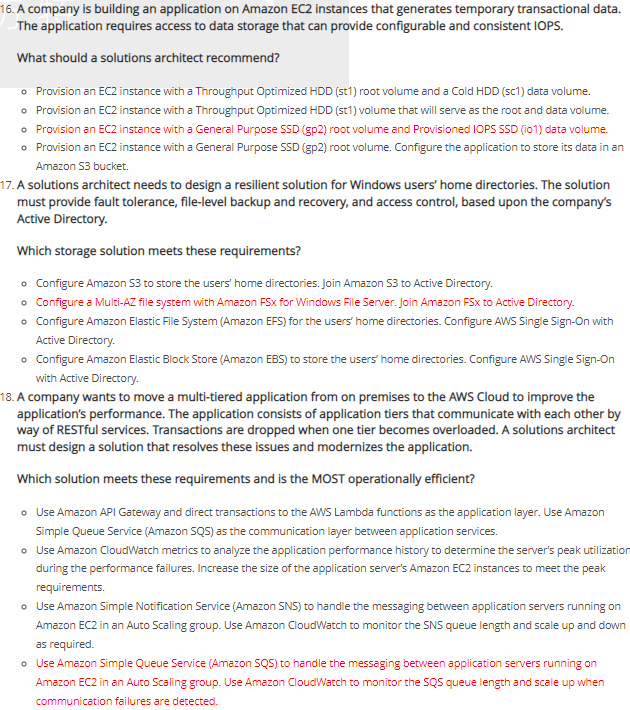 16. A company is building an application on Amazon EC2 instances that generates temporary transactional data.
The application requires access to data storage that can provide configurable and consistent IOPS.
What should a solutions architect recommend?
Provision an EC2 instance with a Throughput Optimized HDD (st1) root volume and a Cold HDD (sc1) data volume.
Provision an EC2 instance with a Throughput Optimized HDD (st1) volume that will serve as the root and data volume.
Provision an EC2 instance with a General Purpose SSD (gp2) root volume and Provisioned IOPS SSD (io1) data volume.
Provision an EC2 instance with a General Purpose SSD (gp2) root volume. Configure the application to store its data in an
Amazon S3 bucket.
17. A solutions architect needs to design a resilient solution for Windows users' home directories. The solution
must provide fault tolerance, file-level backup and recovery, and access control, based upon the company's
Active Directory.
Which storage solution meets these requirements?
Configure Amazon S3 to store the users' home directories. Join Amazon S3 to Active Directory.
Configure a Multi-AZ file system with Amazon FSx for Windows File Server. Join Amazon FSx to Active Directory.
Configure Amazon Elastic File System (Amazon EFS) for the users' home directories. Configure AWS Single Sign-On with
Active Directory.
Configure Amazon Elastic Block Store (Amazon EBS) to store the users' home directories. Configure AWS Single Sign-On
with Active Directory.
18. A company wants to move a multi-tiered application from on premises to the AWS Cloud to improve the
application's performance. The application consists of application tiers that communicate with each other by
way of RESTful services. Transactions are dropped when one tier becomes overloaded. A solutions architect
must design a solution that resolves these issues and modernizes the application.
Which solution meets these requirements and is the MOST operationally efficient?
Use Amazon API Gateway and direct transactions to the AWS Lambda functions as the application layer. Use Amazon
Simple Queue Service (Amazon SQS) as the communication layer between application services.
Use Amazon CloudWatch metrics to analyze the application performance history to determine the server's peak utilization
during the performance failures. Increase the size of the application server's Amazon EC2 instances to meet the peak
requirements.
Use Amazon Simple Notification Service (Amazon SNS) to handle the messaging between application servers running on
Amazon EC2 in an Auto Scaling group. Use Amazon CloudWatch to monitor the SNS queue length and scale up and down
as required.
Use Amazon Simple Queue Service (Amazon SQS) to handle the messaging between application servers running on
Amazon EC2 in an Auto Scaling group. Use Amazon CloudWatch to monitor the SQS queue length and scale up when
communication failures are detected.